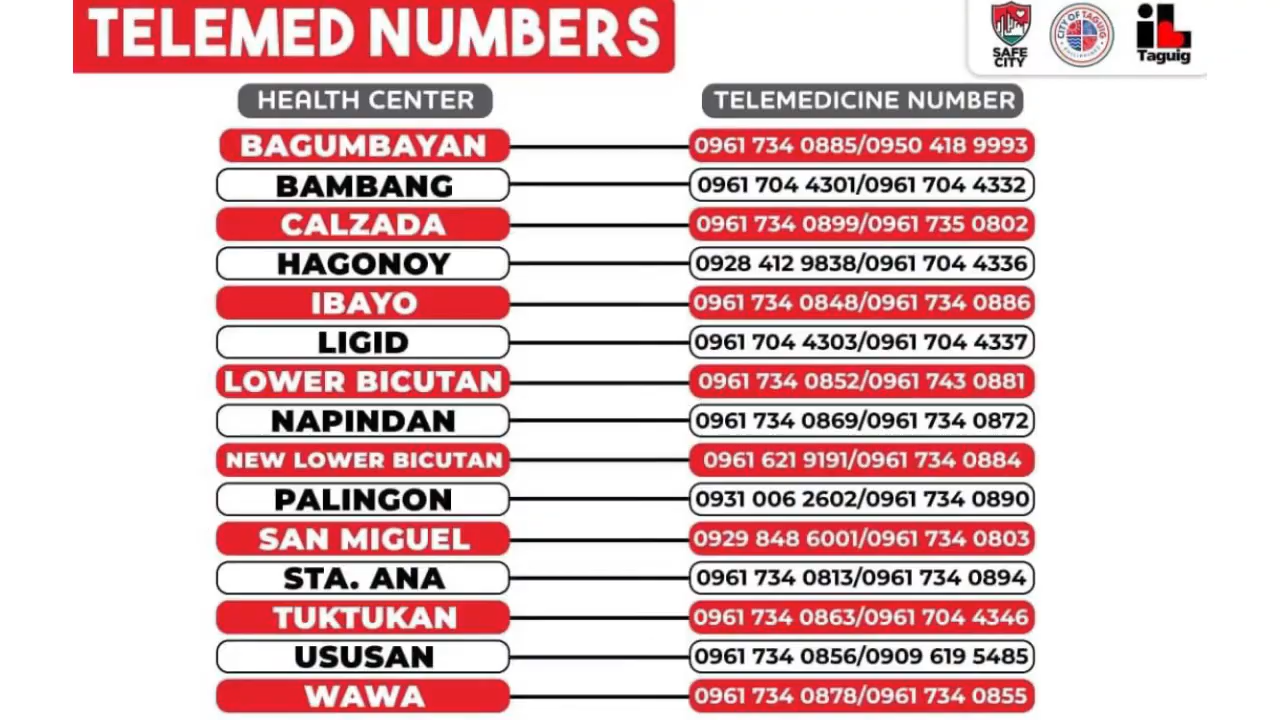 TELEMED NUMBERS
SAFE CITY
CITY OF TAGUIG
PHILIPPINES
IL
Taguig
HEALTH CENTER TELEMEDICINE NUMBER
BAGUMBAYAN 0961 734 0885/0950 418 9993
BAMBANG 0961 704 4301/0961 704 4332
CALZADA 0961 734 0899/0961 735 0802
HAGONOY 0928 412 9838/0961 704 4336
IBAYO 0961 734 0848/0961 734 0886
LIGID 0961 704 4303/0961 704 4337
LOWER BICUTAN 0961 734 0852/0961 743 0881
NAPINDAN 0961 734 0869/0961 734 0872
NEW LOWER BICUTAN 0961 621 9191/0961 734 0884
PALINGON 0931 006 2602/0961 734 0890
SAN MIGUEL 0929 848 6001/0961 734 0803
STA. ANA 0961 734 0813/0961 734 0894
TUKTUKAN 0961 734 0863/0961 704 4346
USUSAN 0961 734 0856/0909 619 5485
WAWA 0961 734 0878/0961 734 0855